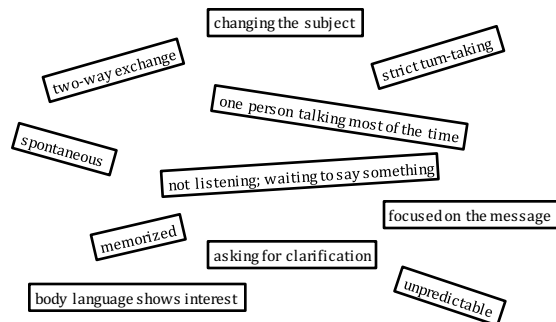 changing the subject
two-way exchange
strict turn-taking
one person talking most of the time
spontaneous
not listening; waiting to say something
focused on the message
memorized
asking for clarification
body language shows interest
unpredictable